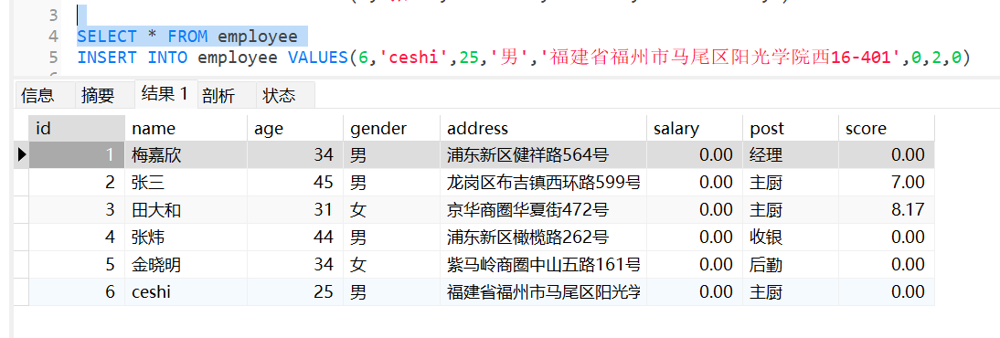 3
4 SELECT * FROM employee
5 INSERT INTO employee VALUES(6,'ceshi',25,'男','福建省福州市马尾区阳光学院西16-401',0,2,0)
信息 摘要 结果 1 剖析 状态
id name age gender address salary post score
1 梅嘉欣 34 男 浦东新区健祥路564号 0.00 经理 0.00
2 张三 45 男 龙岗区布吉镇西环路599号 0.00 主厨 7.00
3 田大和 31 女 京华商圈华夏街472号 0.00 主厨 8.17
4 张炜 44 男 浦东新区橄榄路262号 0.00 收银 0.00
5 金晓明 34 女 紫马岭商圈中山五路161号 0.00 后勤 0.00
6 ceshi 25 男 福建省福州市马尾区阳光学 0.00 主厨 0.00